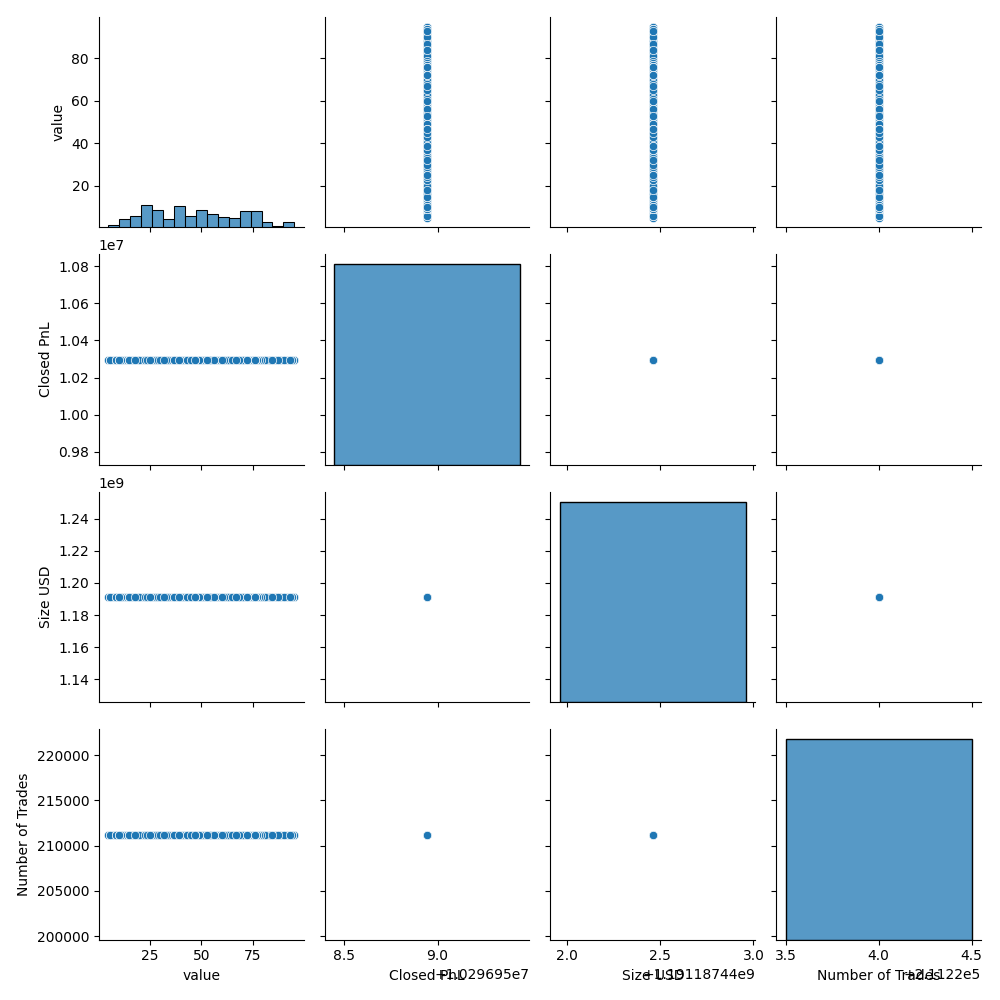 80
60
40
20
value
1e7
1.08
1.06
1.04
1.02
1.00
0.98
Closed PnL
1e9
1.24
1.22
1.20
1.18
1.16
1.14
Size USD
220000
215000
210000
205000
200000
Number of Trades
25 50 75 8.5 9.0 2.0 2.5 3.0 3.5 4.0 4.5
value Closed PnL +1.029695e7 Size USD +1.19118744e9 Number of Trades +2.1122e5